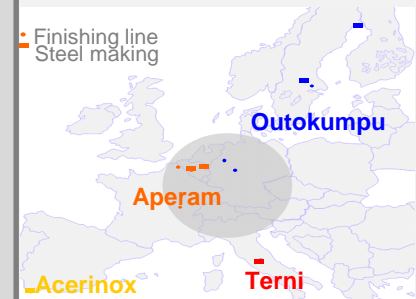 Finishing line
Steel making
Outokumpu
Aperam
Acerinox
Terni